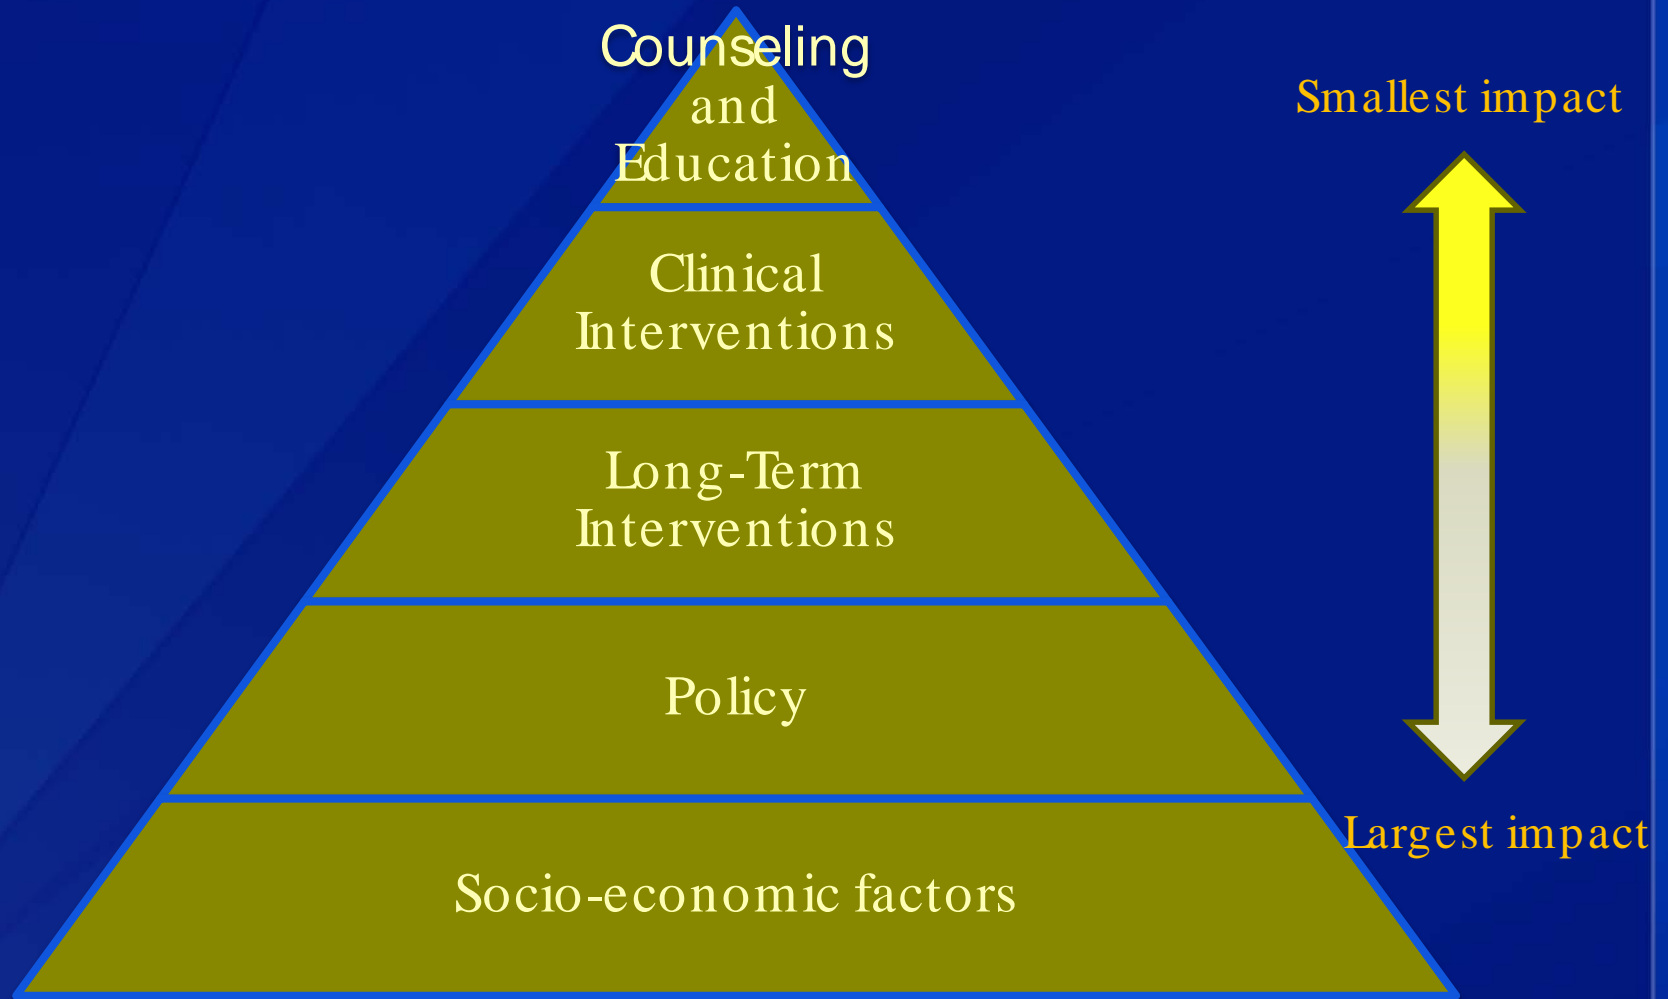 Counseling
and
Education
Smallest impact
Clinical
Interventions
Long-Term
Interventions
Policy
Largest impact
Socio-economic factors